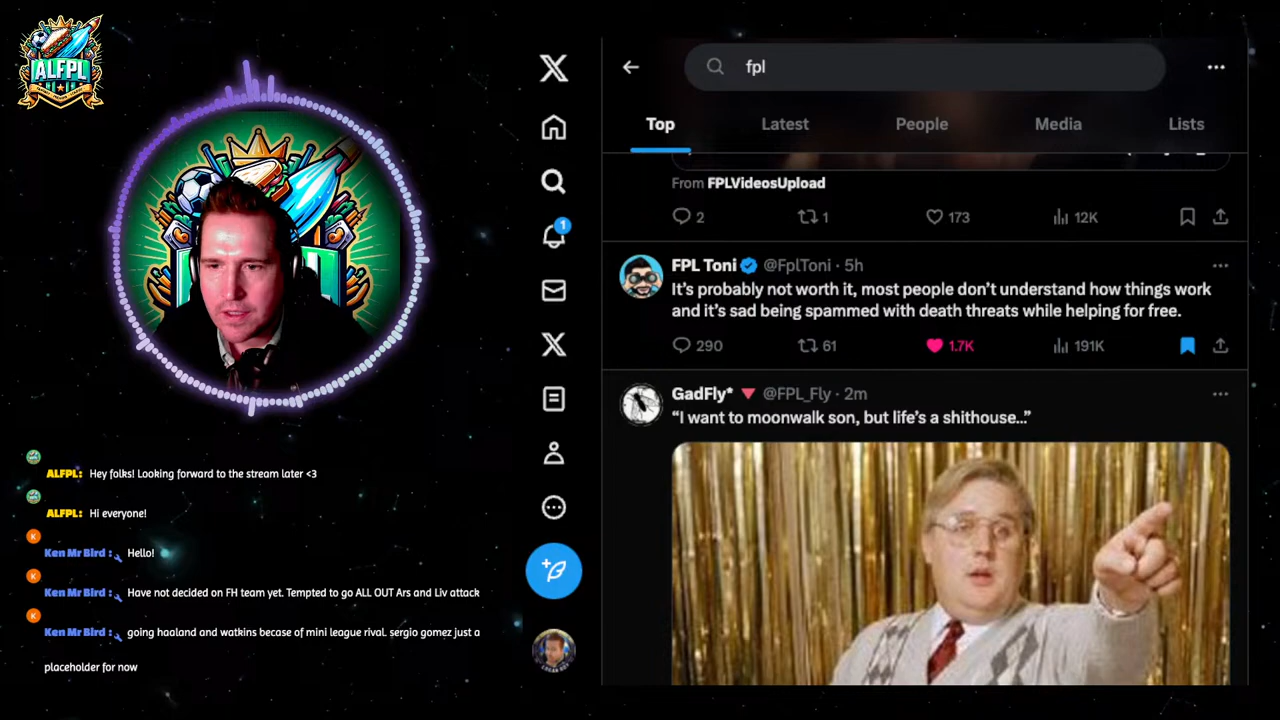 ALFPL
fpl
Top
Latest
People
Media
Lists
From FPLVideosUpload
2
1
173
12K
1
FPL Toni @FplToni · 5h
It's probably not worth it, most people don't understand how things work
and it's sad being spammed with death threats while helping for free.
290
61
1.7K
191K
GadFly* @FPL_Fly · 2m
“I want to moonwalk son, but life's a shithouse..”
ALFPL: Hey folks! Looking forward to the stream later <3
ALFPL: Hi everyone!
K
Ken Mr Bird : Hello!
K
Ken Mr Bird : Have not decided on FH team yet. Tempted to go ALL OUT Ars and Liv attack
K
Ken Mr Bird : going haaland and watkins becase of mini league rival. sergio gomez just a
placeholder for now